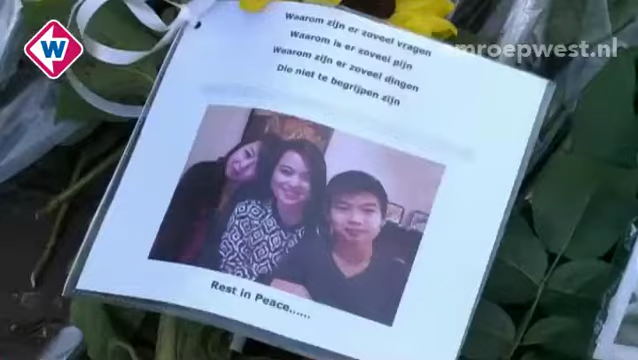 W
omroepwest.nl
Waarom zijn er zoveel vragen
Waarom is er zoveel pijn
Waarom zijn er zoveel dingen
Die niet te begrijpen zijn
Rest in Peace......